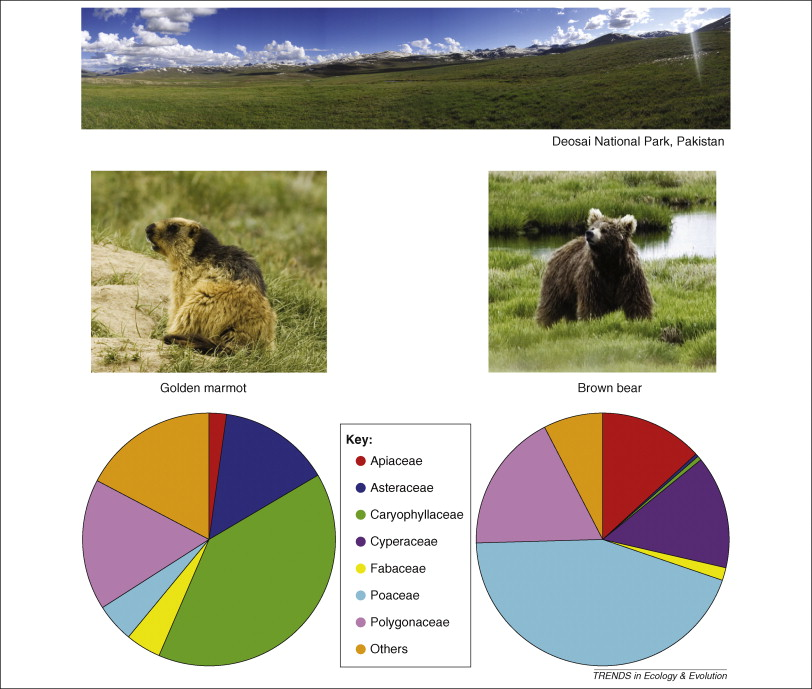 Deosai National Park, Pakistan
Golden marmot
Brown bear
Key:
Apiaceae
Asteraceae
Caryophyllaceae
Cyperaceae
Fabaceae
Poaceae
Polygonaceae
Others
TRENDS in Ecology & Evolution